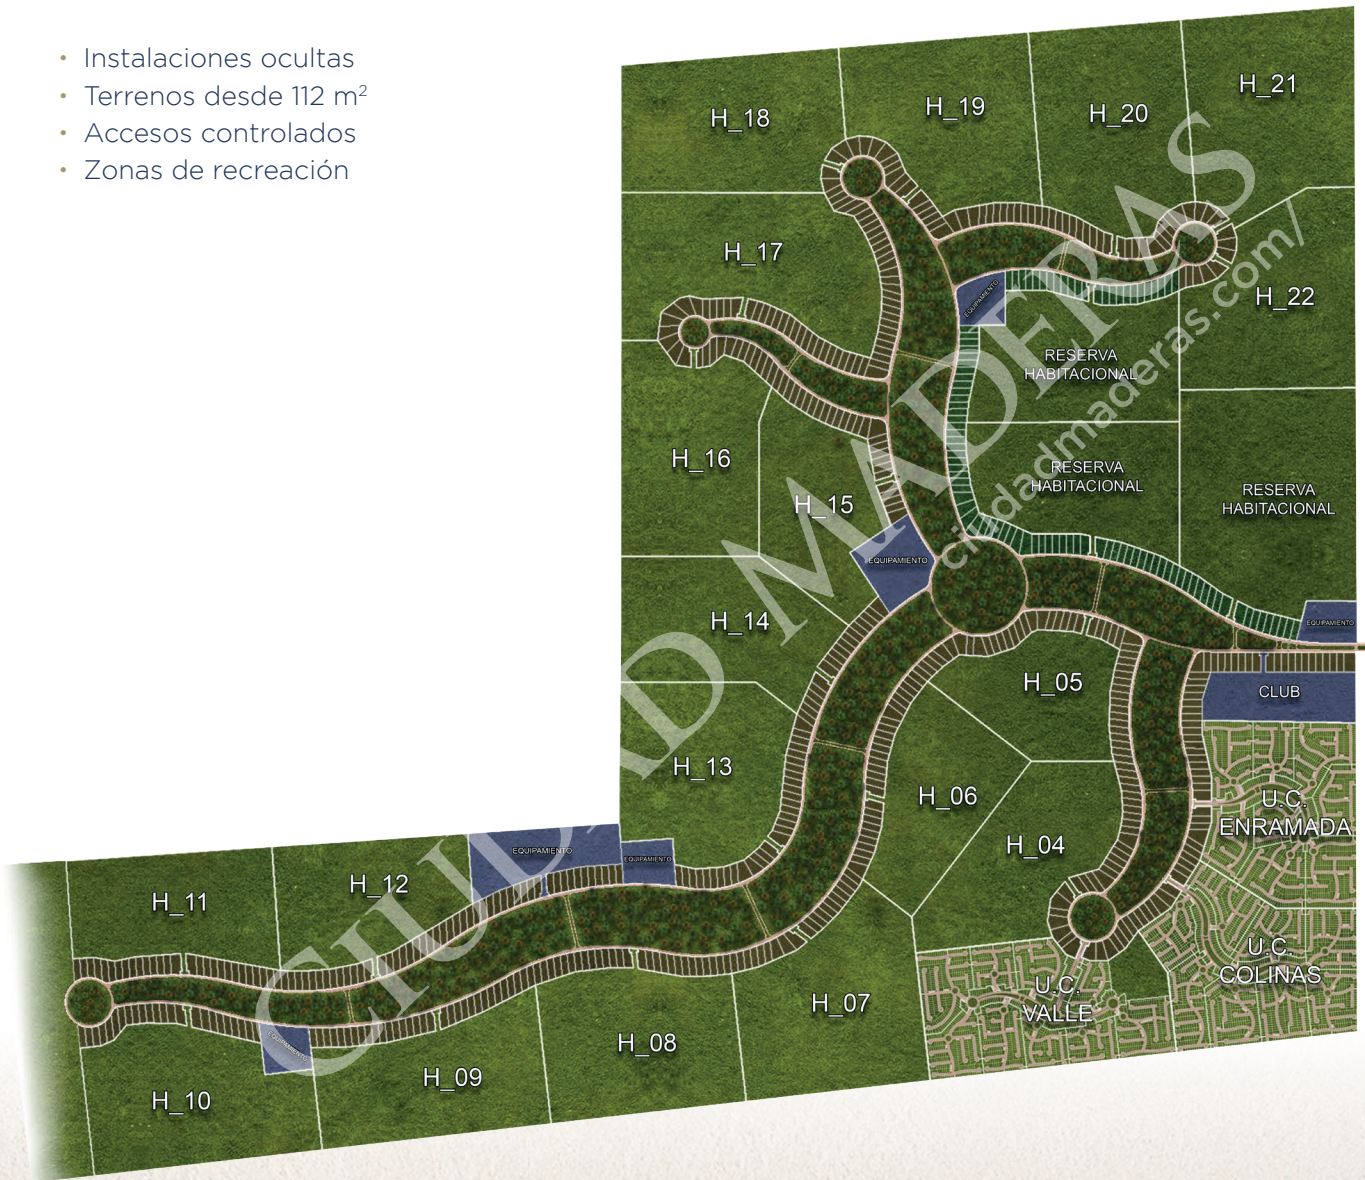 • Instalaciones ocultas
• Terrenos desde 112 m²
• Accesos controlados
• Zonas de recreación
H_18
H_19
H_20
H_21
H_17
H_22
EQUIPAMIENTO
RESERVA
HABITACIONAL
H_16
H_15
RESERVA
HABITACIONAL
RESERVA
HABITACIONAL
EQUIPAMIENTO
H_14
EQUIPAMIENTO
H_05
CLUB
H_13
H_06
U.C.
ENRAMADA
H_04
EQUIPAMIENTO
EQUIPAMIENTO
H_12
H_11
U.C.
COLINAS
U.C.
VALLE
H_07
H_08
EQUIPAMIENTO
H_09
H_10
CIUDAD MADERAS
ciudadmaderas.com/